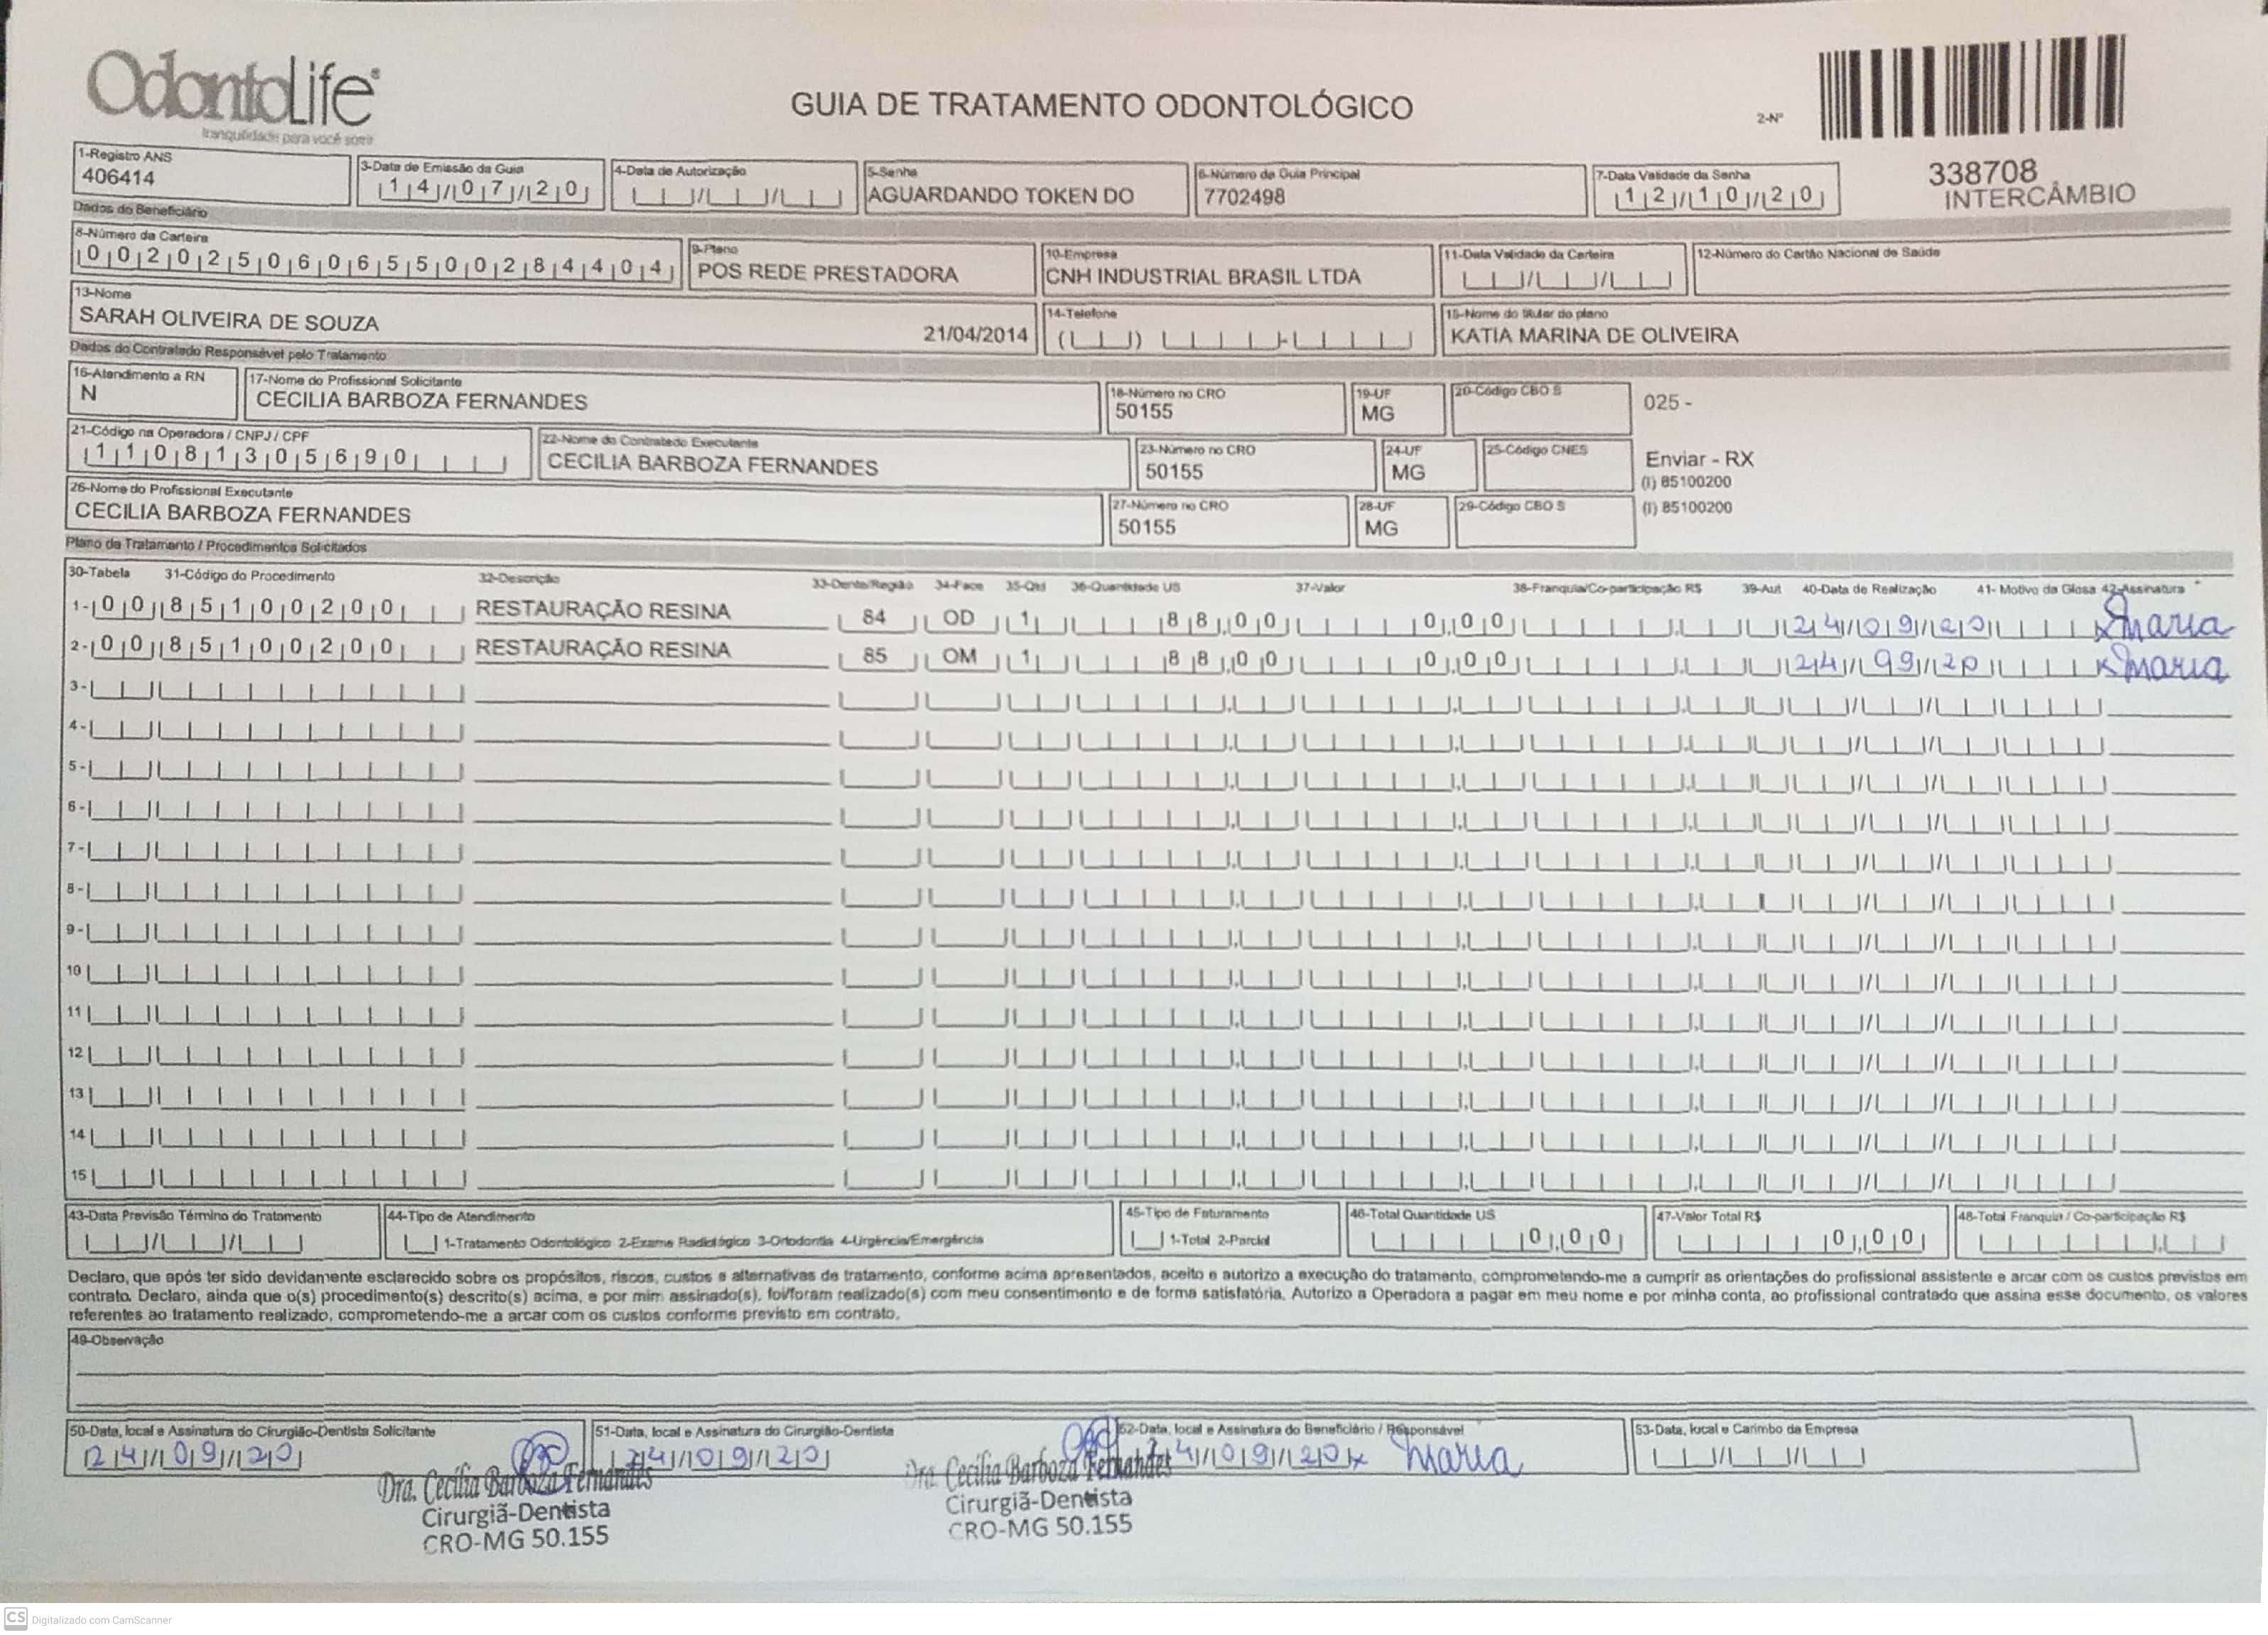 OdontoLife®
tranquilidade para você sorrir
GUIA DE TRATAMENTO ODONTOLÓGICO
2-Nº
338708
INTERCÂMBIO
1-Registro ANS
406414
3-Data de Emissão da Guia
14/07/20
4-Data de Autorização
5-Senha
AGUARDANDO TOKEN DO
6-Número da Guia Principal
7702498
7-Data Validade da Senha
12/10/20
Dados do Beneficiário
8-Número da Carteira
00202506065500284404
9-Plano
POS REDE PRESTADORA
10-Empresa
CNH INDUSTRIAL BRASIL LTDA
11-Data Validade da Carteira
12-Número do Cartão Nacional de Saúde
13-Nome
SARAH OLIVEIRA DE SOUZA
21/04/2014
14-Telefone
15-Nome do titular do plano
KATIA MARINA DE OLIVEIRA
Dados do Contratado Responsável pelo Tratamento
16-Atendimento a RN
N
17-Nome do Profissional Solicitante
CECILIA BARBOZA FERNANDES
18-Número no CRO
50155
19-UF
MG
20-Código CBO S
025 -
21-Código na Operadora / CNPJ / CPF
11081305690
22-Nome do Contratado Executante
CECILIA BARBOZA FERNANDES
23-Número no CRO
50155
24-UF
MG
25-Código CNES
Enviar - RX
(I) 85100200
(I) 85100200
26-Nome do Profissional Executante
CECILIA BARBOZA FERNANDES
27-Número no CRO
50155
28-UF
MG
29-Código CBO S
Plano de Tratamento / Procedimentos Solicitados
30-Tabela 31-Código do Procedimento 32-Descrição 33-Dente/Região 34-Face 35-Qtd 36-Quantidade US 37-Valor 38-Franquia/Co-participação R$ 39-Aut 40-Data de Realização 41- Motivo da Glosa 42-Assinatura
1- 00 85100200 RESTAURAÇÃO RESINA 84 OD 1 88,00 0,00 24/09/20 x Maria
2- 00 85100200 RESTAURAÇÃO RESINA 85 OM 1 88,00 0,00 24/99/20 x Maria
3-
4-
5-
6-
7-
8-
9-
10
11
12
13
14
15
43-Data Previsão Término do Tratamento
44-Tipo de Atendimento
1-Tratamento Odontológico 2-Exame Radiológico 3-Ortodontia 4-Urgência/Emergência
45-Tipo de Faturamento
1-Total 2-Parcial
46-Total Quantidade US
0,00
47-Valor Total R$
0,00
48-Total Franquia / Co-participação R$
Declaro, que após ter sido devidamente esclarecido sobre os propósitos, riscos, custos e alternativas de tratamento, conforme acima apresentados, aceito e autorizo a execução do tratamento, comprometendo-me a cumprir as orientações do profissional assistente e arcar com os custos previstos em
contrato. Declaro, ainda que o(s) procedimento(s) descrito(s) acima, e por mim assinado(s), foi/foram realizado(s) com meu consentimento e de forma satisfatória. Autorizo a Operadora a pagar em meu nome e por minha conta, ao profissional contratado que assina esse documento, os valores
referentes ao tratamento realizado, comprometendo-me a arcar com os custos conforme previsto em contrato.
49-Observação
50-Data, local e Assinatura do Cirurgião-Dentista Solicitante
24/09/20
51-Data, local e Assinatura do Cirurgião-Dentista
24/09/20
52-Data, local e Assinatura do Beneficiário / Responsável
24/09/20 x Maria
53-Data, local e Carimbo da Empresa
Dra. Cecília Barboza Fernandes
Cirurgiã-Dentista
CRO-MG 50.155
Dra. Cecília Barboza Fernandes
Cirurgiã-Dentista
CRO-MG 50.155
CS Digitalizado com CamScanner